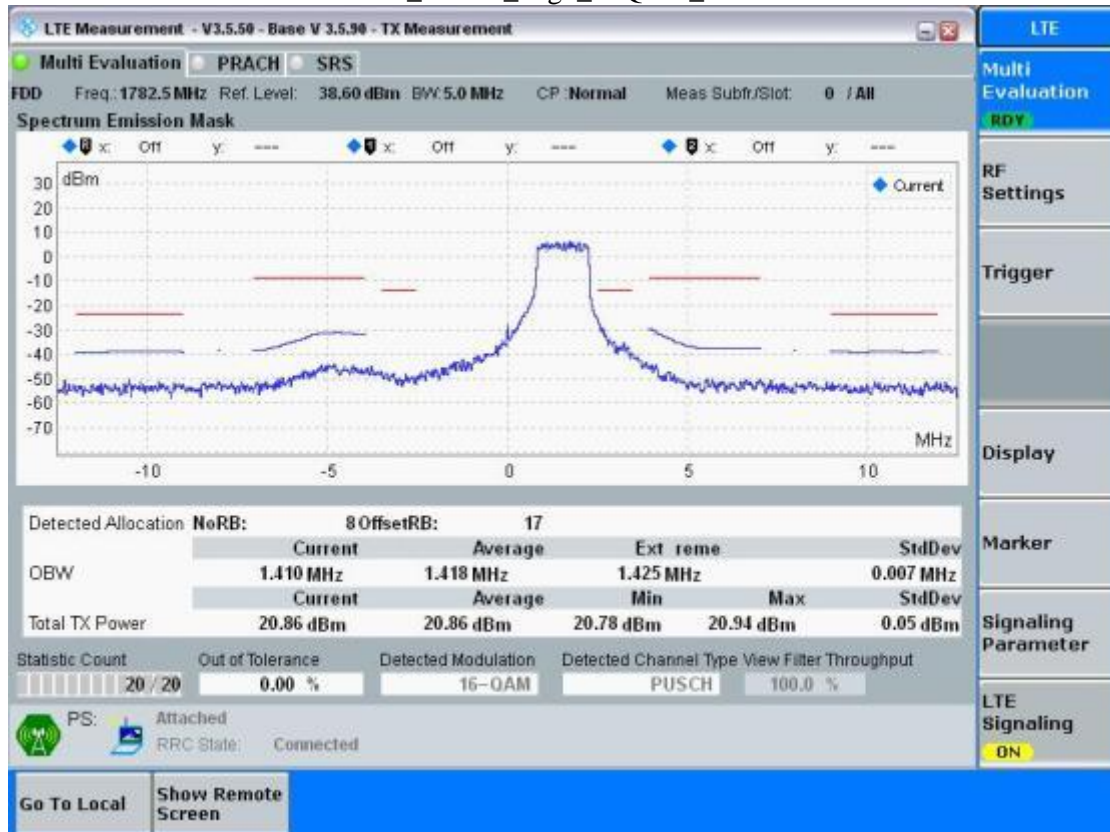 LTE Measurement - V3.5.50 - Base V 3.5.90 - TX Measurement
LTE
Multi Evaluation PRACH SRS
FDD Freq.: 1782.5 MHz Ref. Level: 38.60 dBm BW: 5.0 MHz CP : Normal Meas Subfr./Slot: 0 / All
Multi Evaluation
RDY
Spectrum Emission Mask
x: Off y: --- x: Off y: --- x: Off y: ---
dBm
Current
30
20
10
0
-10
-20
-30
-40
-50
-60
-70
MHz
-10 -5 0 5 10
RF Settings
Trigger
Display
Marker
Signaling Parameter
LTE Signaling
ON
Detected Allocation NoRB: 8 OffsetRB: 17
Current Average Ext reme StdDev
OBW 1.410 MHz 1.418 MHz 1.425 MHz 0.007 MHz
Current Average Min Max StdDev
Total TX Power 20.86 dBm 20.86 dBm 20.78 dBm 20.94 dBm 0.05 dBm
Statistic Count Out of Tolerance Detected Modulation Detected Channel Type View Filter Throughput
20 / 20 0.00 % 16-QAM PUSCH 100.0 %
PS: Attached
RRC State: Connected
Go To Local Show Remote Screen